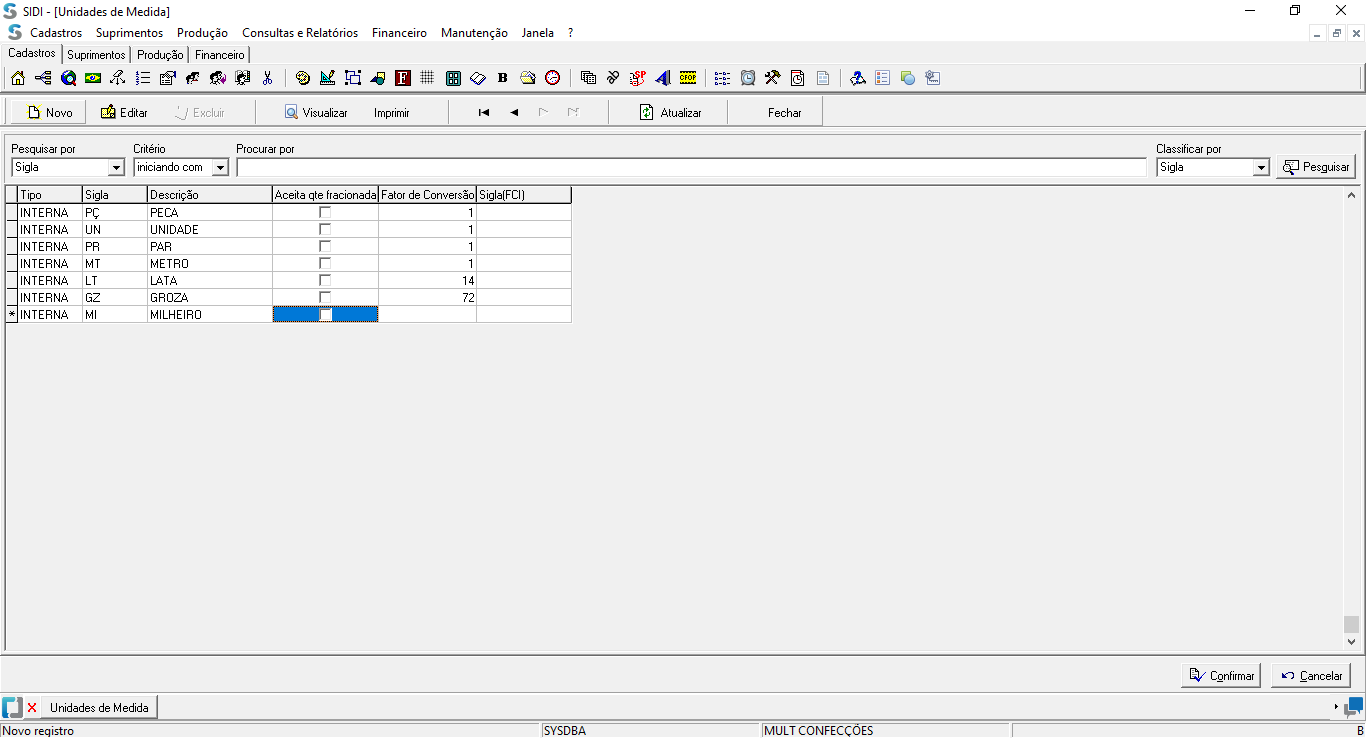 SIDI - [Unidades de Medida]
Cadastros Suprimentos Produção Consultas e Relatórios Financeiro Manutenção Janela ?
Cadastros Suprimentos Produção Financeiro
F B SP CFOP
Novo Editar Excluir Visualizar Imprimir Atualizar Fechar
Pesquisar por Critério Procurar por Classificar por
Sigla iniciando com Sigla Pesquisar
Tipo Sigla Descrição Aceita qte fracionada Fator de Conversão Sigla(FCI)
INTERNA PÇ PECA 1
INTERNA UN UNIDADE 1
INTERNA PR PAR 1
INTERNA MT METRO 1
INTERNA LT LATA 14
INTERNA GZ GROZA 72
* INTERNA MI MILHEIRO
Confirmar Cancelar
Unidades de Medida
Novo registro SYSDBA MULT CONFECÇÕES B